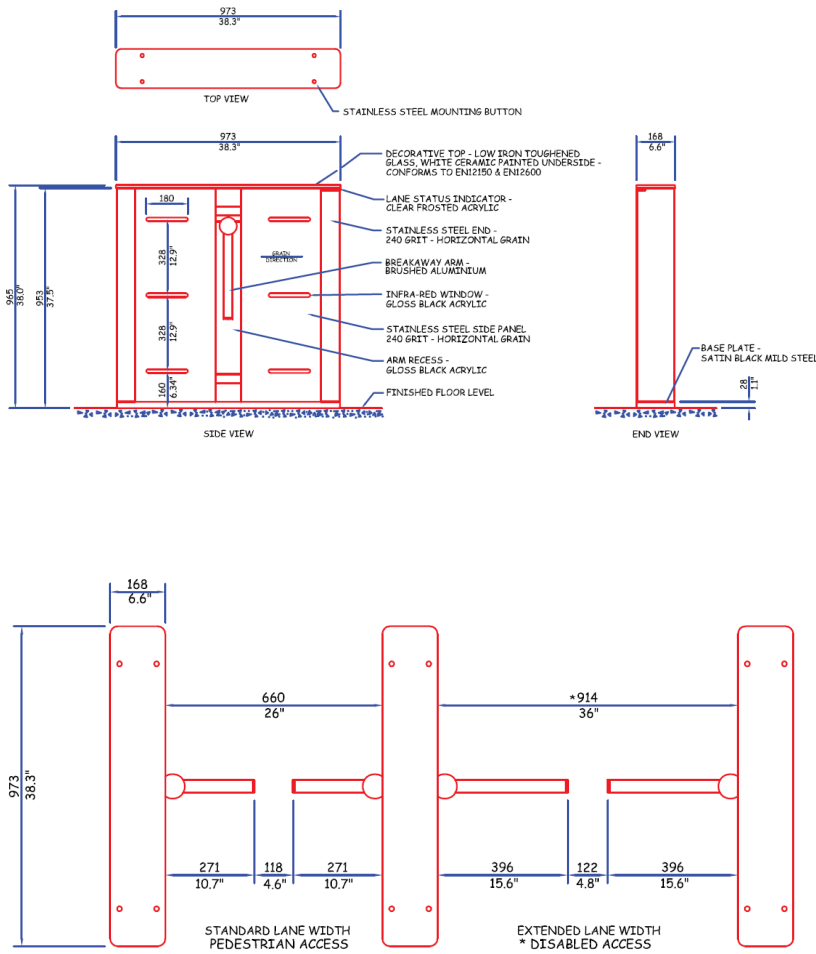 973
38.3"
TOP VIEW
STAINLESS STEEL MOUNTING BUTTON
973
38.3"
168
6.6"
DECORATIVE TOP - LOW IRON TOUGHENED
GLASS, WHITE CERAMIC PAINTED UNDERSIDE -
CONFORMS TO EN12150 & EN12600
180
LANE STATUS INDICATOR -
CLEAR FROSTED ACRYLIC
STAINLESS STEEL END -
240 GRIT - HORIZONTAL GRAIN
GRAIN
DIRECTION
328
12.9"
BREAKAWAY ARM -
BRUSHED ALUMINIUM
965
38.0"
953
37.5"
INFRA-RED WINDOW -
GLOSS BLACK ACRYLIC
328
12.9"
STAINLESS STEEL SIDE PANEL
240 GRIT - HORIZONTAL GRAIN
BASE PLATE -
SATIN BLACK MILD STEEL
ARM RECESS -
GLOSS BLACK ACRYLIC
160
6.34"
28
1.1"
FINISHED FLOOR LEVEL
SIDE VIEW
END VIEW
168
6.6"
660
26"
*914
36"
973
38.3"
271
10.7"
118
4.6"
271
10.7"
396
15.6"
122
4.8"
396
15.6"
STANDARD LANE WIDTH
PEDESTRIAN ACCESS
EXTENDED LANE WIDTH
* DISABLED ACCESS